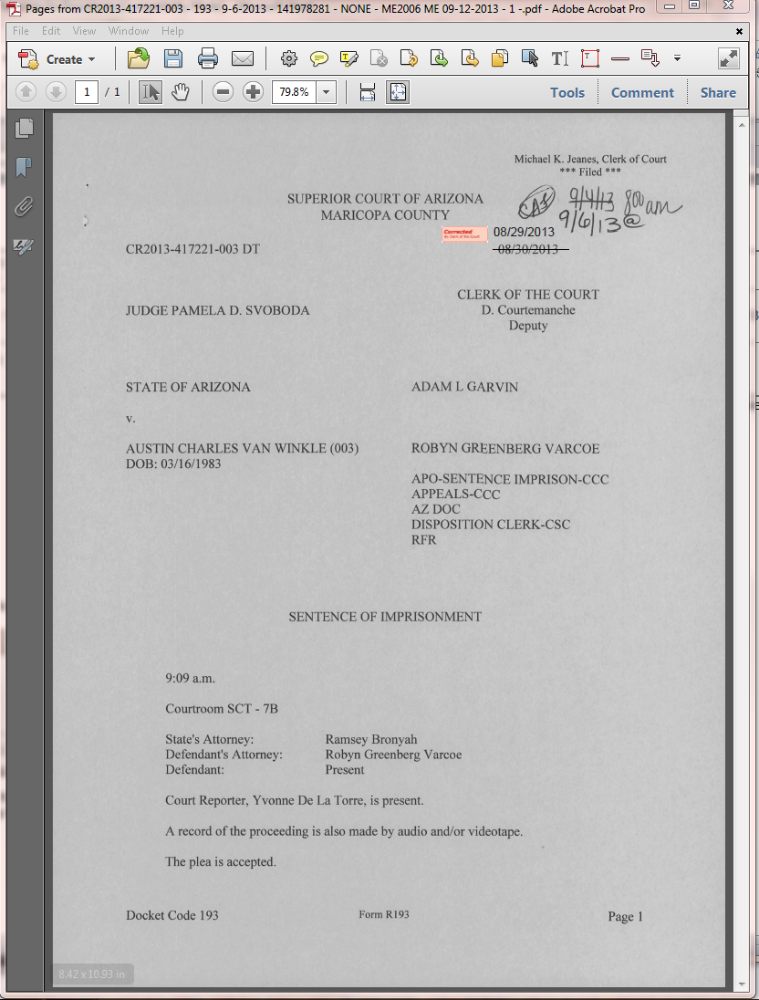 Pages from CR2013-417221-003 - 193 - 9-6-2013 - 141978281 - NONE - ME2006 ME 09-12-2013 - 1 -.pdf - Adobe Acrobat Pro
File Edit View Window Help
Create
1 / 1 79.8% Tools Comment Share
Michael K. Jeanes, Clerk of Court
*** Filed ***
9/4/13 800 am
9/6/13 @
SUPERIOR COURT OF ARIZONA
MARICOPA COUNTY
Corrected 08/29/2013
CR2013-417221-003 DT 08/30/2013
CLERK OF THE COURT
JUDGE PAMELA D. SVOBODA D. Courtemanche
Deputy
STATE OF ARIZONA ADAM L GARVIN
v.
AUSTIN CHARLES VAN WINKLE (003) ROBYN GREENBERG VARCOE
DOB: 03/16/1983
APO-SENTENCE IMPRISON-CCC
APPEALS-CCC
AZ DOC
DISPOSITION CLERK-CSC
RFR
SENTENCE OF IMPRISONMENT
9:09 a.m.
Courtroom SCT - 7B
State's Attorney: Ramsey Bronyah
Defendant's Attorney: Robyn Greenberg Varcoe
Defendant: Present
Court Reporter, Yvonne De La Torre, is present.
A record of the proceeding is also made by audio and/or videotape.
The plea is accepted.
Docket Code 193 Form R193 Page 1
8.42 x 10.93 in